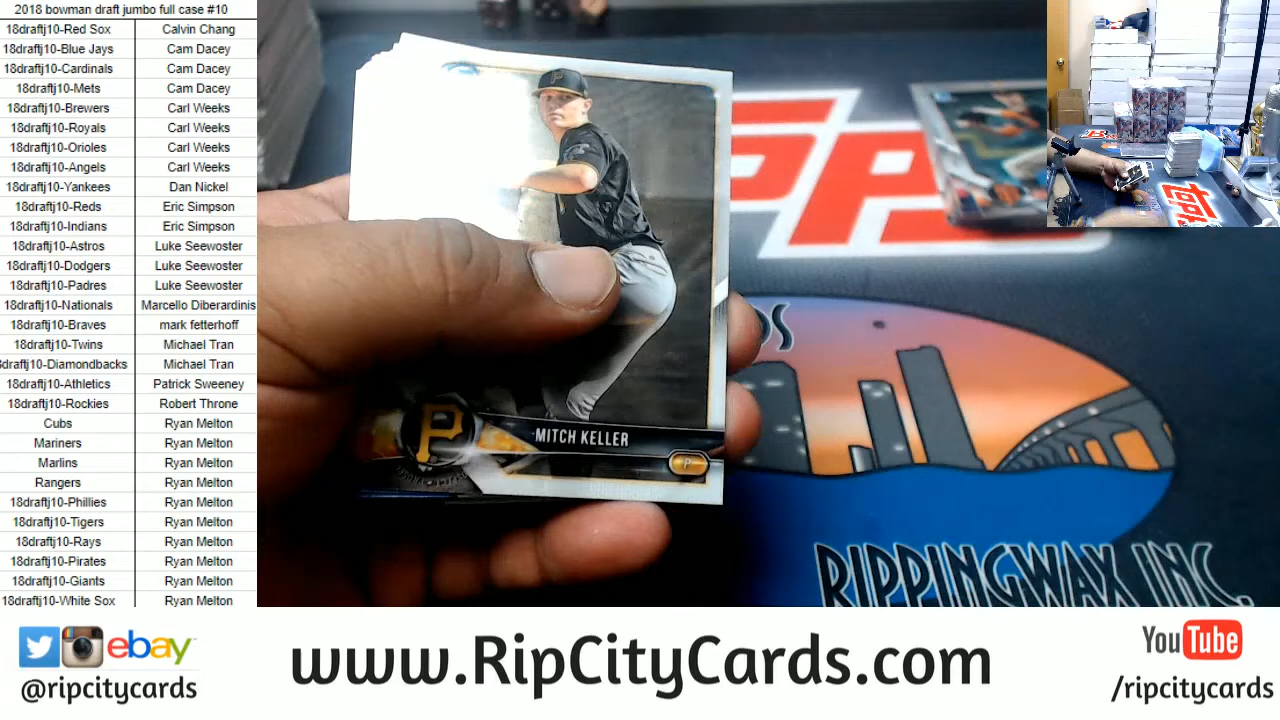 2018 bowman draft jumbo full case #10
18draftj10-Red Sox Calvin Chang
18draftj10-Blue Jays Cam Dacey
18draftj10-Cardinals Cam Dacey
18draftj10-Mets Cam Dacey
18draftj10-Brewers Carl Weeks
18draftj10-Royals Carl Weeks
18draftj10-Orioles Carl Weeks
18draftj10-Angels Carl Weeks
18draftj10-Yankees Dan Nickel
18draftj10-Reds Eric Simpson
18draftj10-Indians Eric Simpson
18draftj10-Astros Luke Seewoster
18draftj10-Dodgers Luke Seewoster
18draftj10-Padres Luke Seewoster
18draftj10-Nationals Marcello Diberardinis
18draftj10-Braves mark fetterhoff
18draftj10-Twins Michael Tran
8draftj10-Diamondbacks Michael Tran
18draftj10-Athletics Patrick Sweeney
18draftj10-Rockies Robert Throne
Cubs Ryan Melton
Mariners Ryan Melton
Marlins Ryan Melton
Rangers Ryan Melton
18draftj10-Phillies Ryan Melton
18draftj10-Tigers Ryan Melton
18draftj10-Rays Ryan Melton
18draftj10-Pirates Ryan Melton
18draftj10-Giants Ryan Melton
18draftj10-White Sox Ryan Melton
P
P
MITCH KELLER
P
TOPPS
RIPPINGWAX INC.
ebay
@ripcitycards
www.RipCityCards.com
YouTube
/ripcitycards